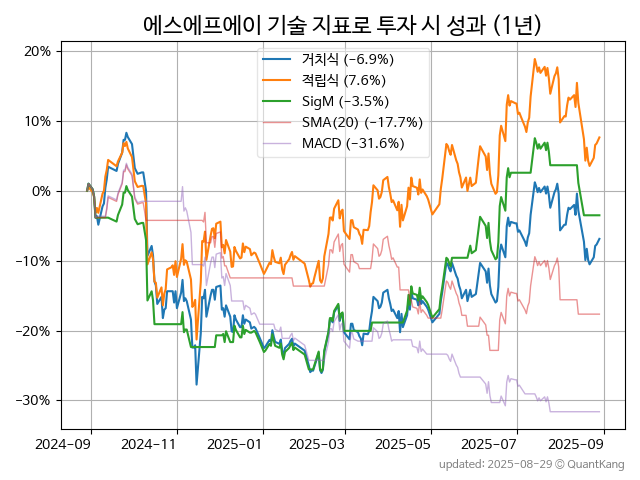 에스에프에이 기술 지표로 투자 시 성과 (1년)
거치식 (−6.9%)
적립식 (7.6%)
SigM (−3.5%)
SMA(20) (−17.7%)
MACD (−31.6%)
20%
10%
0%
−10%
−20%
−30%
2024-09 2024-11 2025-01 2025-03 2025-05 2025-07 2025-09
updated: 2025-08-29 © QuantKang